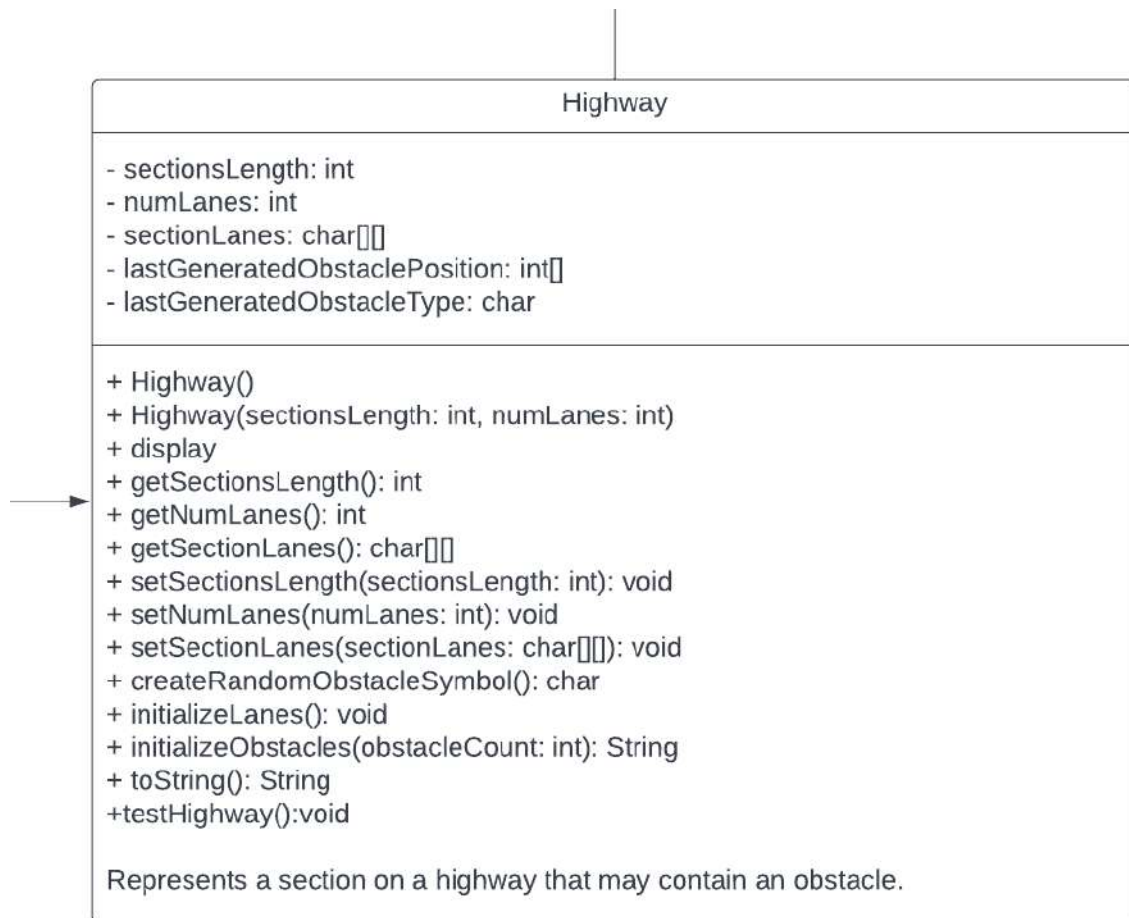 Highway
- sectionsLength: int
- numLanes: int
- sectionLanes: char[][]
- lastGeneratedObstaclePosition: int[]
- lastGeneratedObstacleType: char
+ Highway()
+ Highway(sectionsLength: int, numLanes: int)
+ display
+ getSectionsLength(): int
+ getNumLanes(): int
+ getSectionLanes(): char[][]
+ setSectionsLength(sectionsLength: int): void
+ setNumLanes(numLanes: int): void
+ setSectionLanes(sectionLanes: char[][]): void
+ createRandomObstacleSymbol(): char
+ initializeLanes(): void
+ initializeObstacles(obstacleCount: int): String
+ toString(): String
+testHighway():void
Represents a section on a highway that may contain an obstacle.